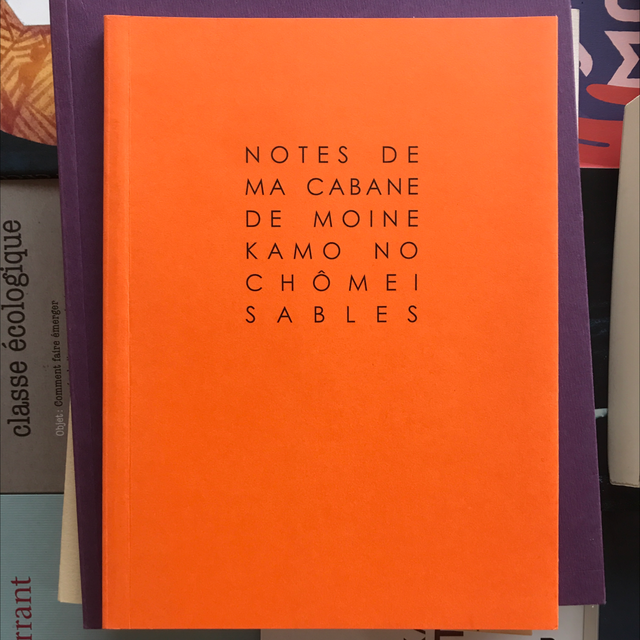 NOTES DE
MA CABANE
DE MOINE
KAMO NO
CHÔMEI
SABLES
classe écologique
Objet : Comment faire émerger
rrant